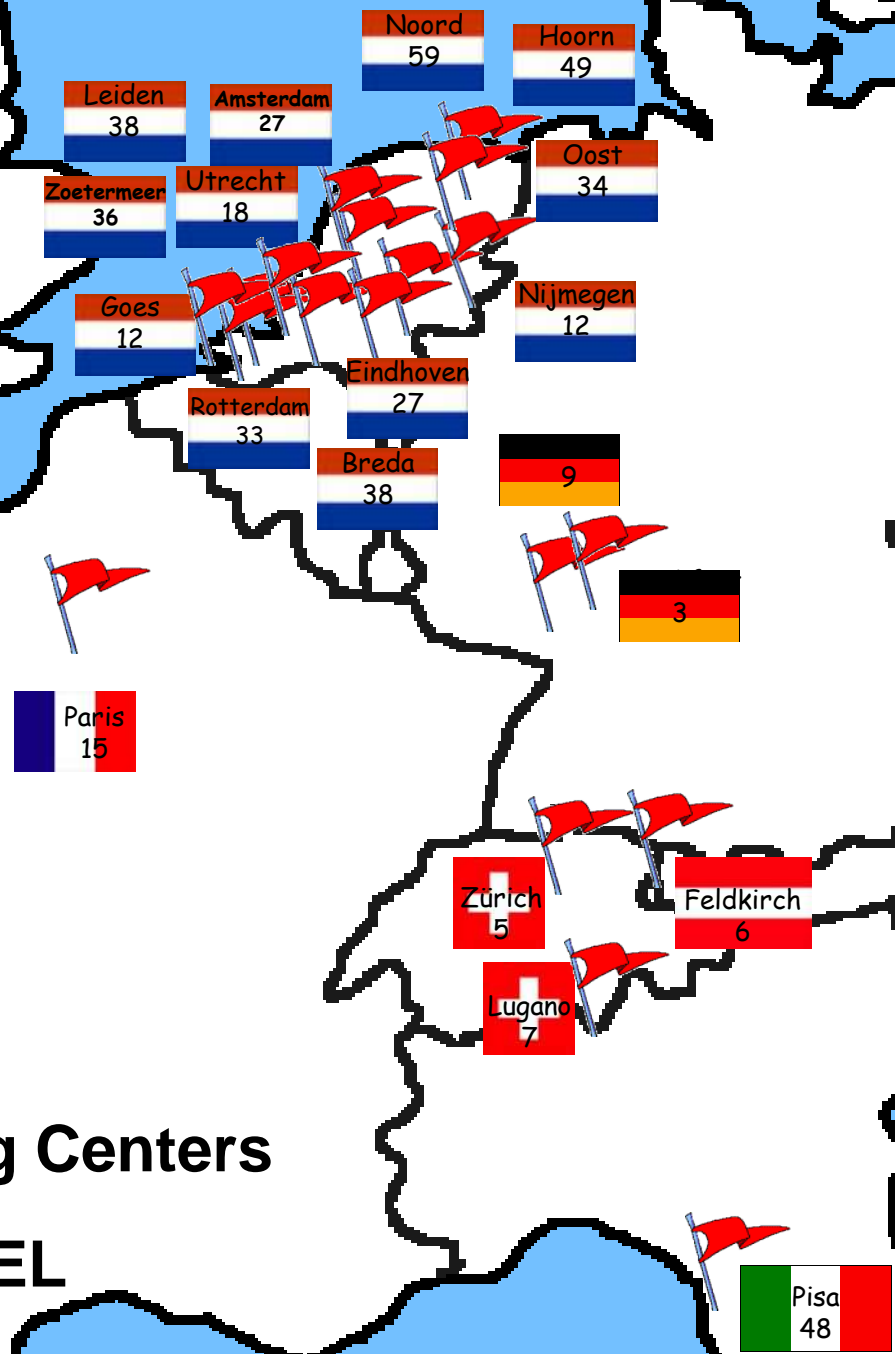 Noord
59
Hoorn
49
Leiden
38
Amsterdam
27
Oost
34
Zoetermeer
36
Utrecht
18
Goes
12
Nijmegen
12
Eindhoven
27
Rotterdam
33
Breda
38
9
3
Paris
15
Zürich
5
Feldkirch
6
Lugano
7
g Centers
EL
Pisa
48